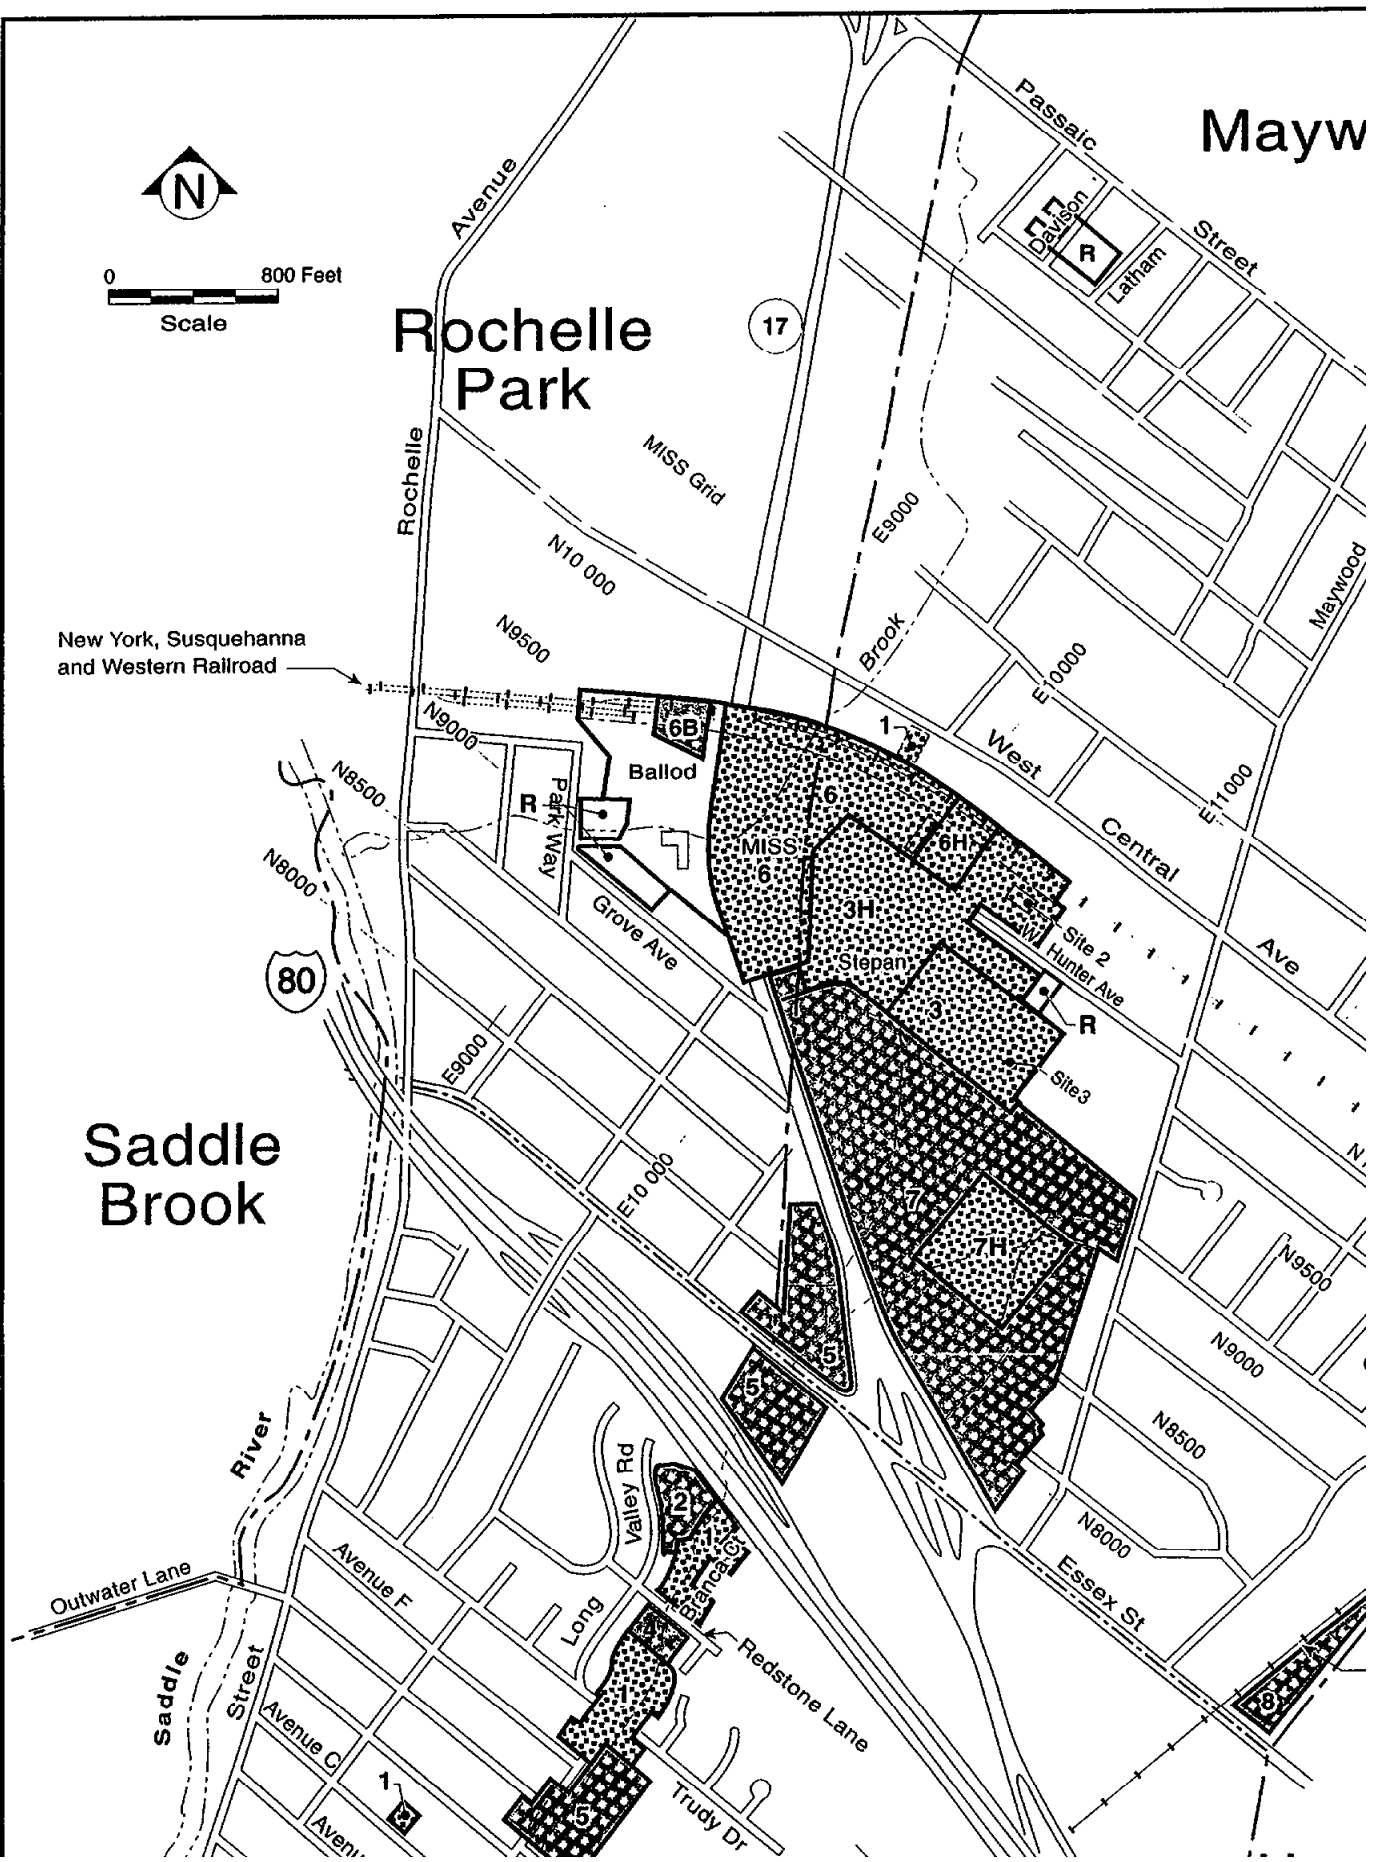 Passaic
Mayw
N
Avenue
Davison
R
Street
Latham
0 800 Feet
Scale
Rochelle
Park
17
MISS Grid
Rochelle
E9000
N10 000
Maywood
New York, Susquehanna
and Western Railroad
N9500
Brook
E10000
N9000
6B
1
West
Ballod
N8500
Park Way
R
6
E11000
Central
MISS
6
6H
N8000
3H
Grove Ave
W
Site 2
Hunter Ave
Ave
80
Stepan
3
R
E9000
Site3
Saddle
Brook
E10 000
7
7H
N9500
5
N9000
5
River
N8500
Valley Rd
2
1
N8000
Outwater Lane
Avenue F
Essex St
Long
4
Redstone Lane
Saddle
Street
1
8
Avenue C
1
5
Trudy Dr
Avenu